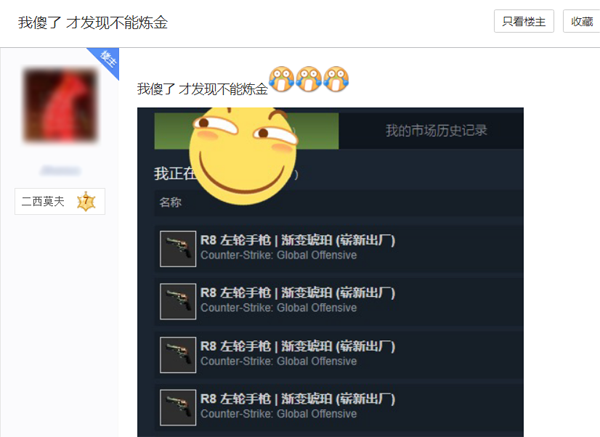 我傻了 才发现不能炼金
只看楼主
收藏
楼主
我傻了 才发现不能炼金
二西莫夫
7
我的市场历史记录
我正在
)
名称
R8 左轮手枪 | 渐变琥珀 (崭新出厂)
Counter-Strike: Global Offensive
R8 左轮手枪 | 渐变琥珀 (崭新出厂)
Counter-Strike: Global Offensive
R8 左轮手枪 | 渐变琥珀 (崭新出厂)
Counter-Strike: Global Offensive
R8 左轮手枪 | 渐变琥珀 (崭新出厂)
Counter-Strike: Global Offensive